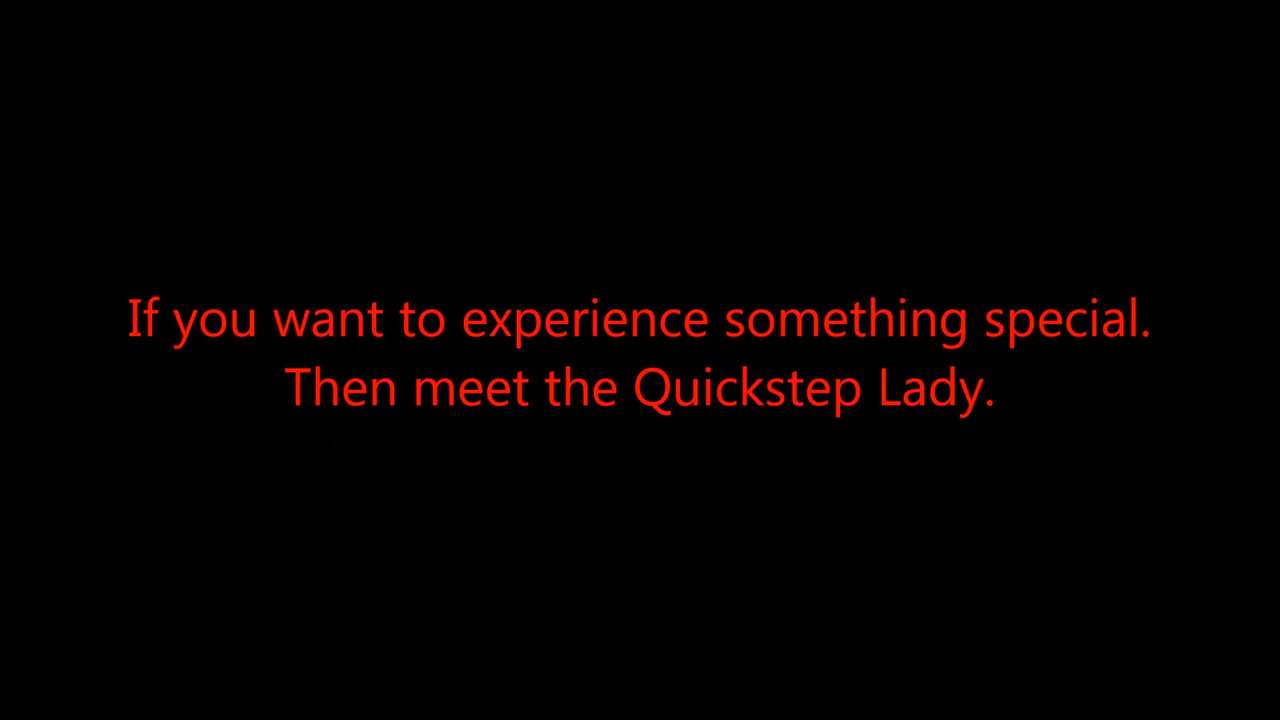 If you want to experience something special.
Then meet the Quickstep Lady.